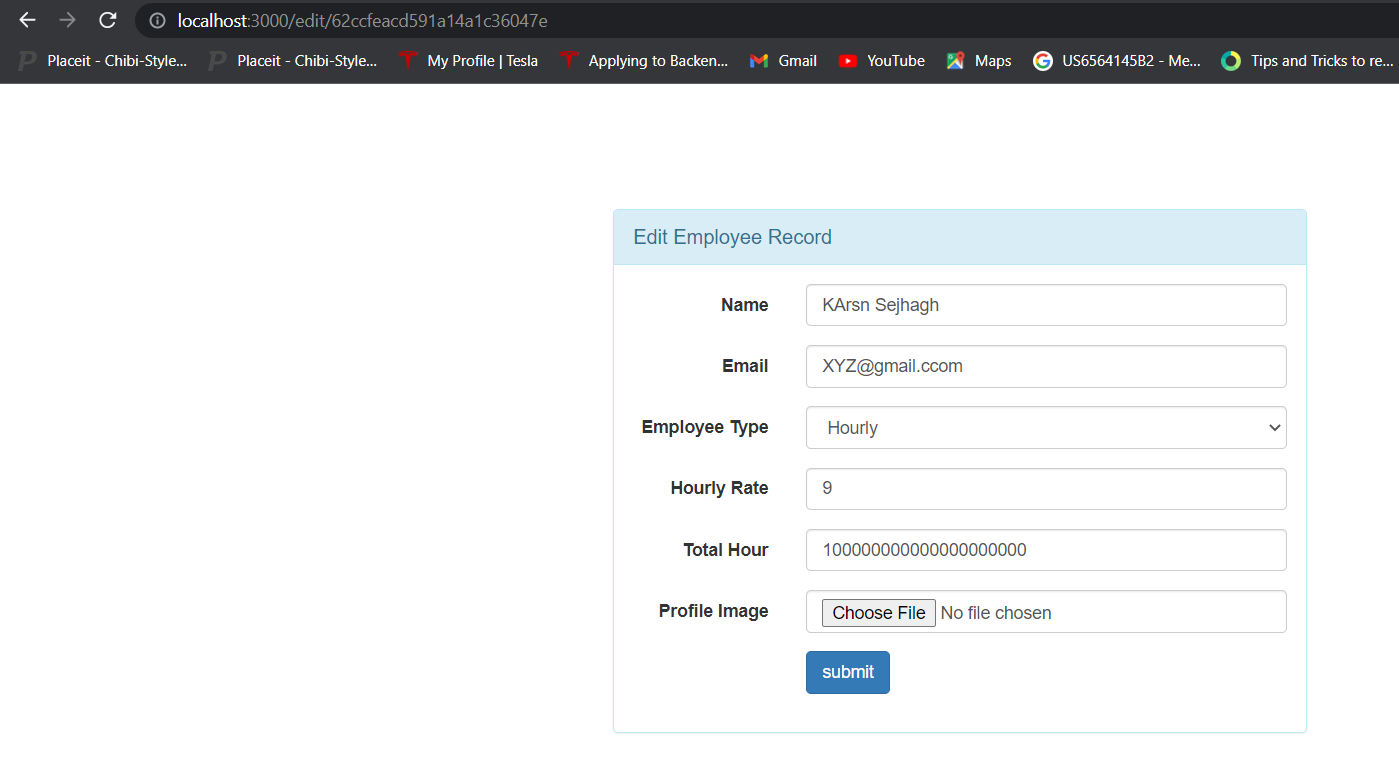 localhost:3000/edit/62ccfeacd591a14a1c36047e
Placeit - Chibi-Style... Placeit - Chibi-Style... My Profile | Tesla Applying to Backen... Gmail YouTube Maps US6564145B2 - Me... Tips and Tricks to re...
Edit Employee Record
Name KArsn Sejhagh
Email XYZ@gmail.ccom
Employee Type Hourly
Hourly Rate 9
Total Hour 100000000000000000000
Profile Image Choose File No file chosen
submit